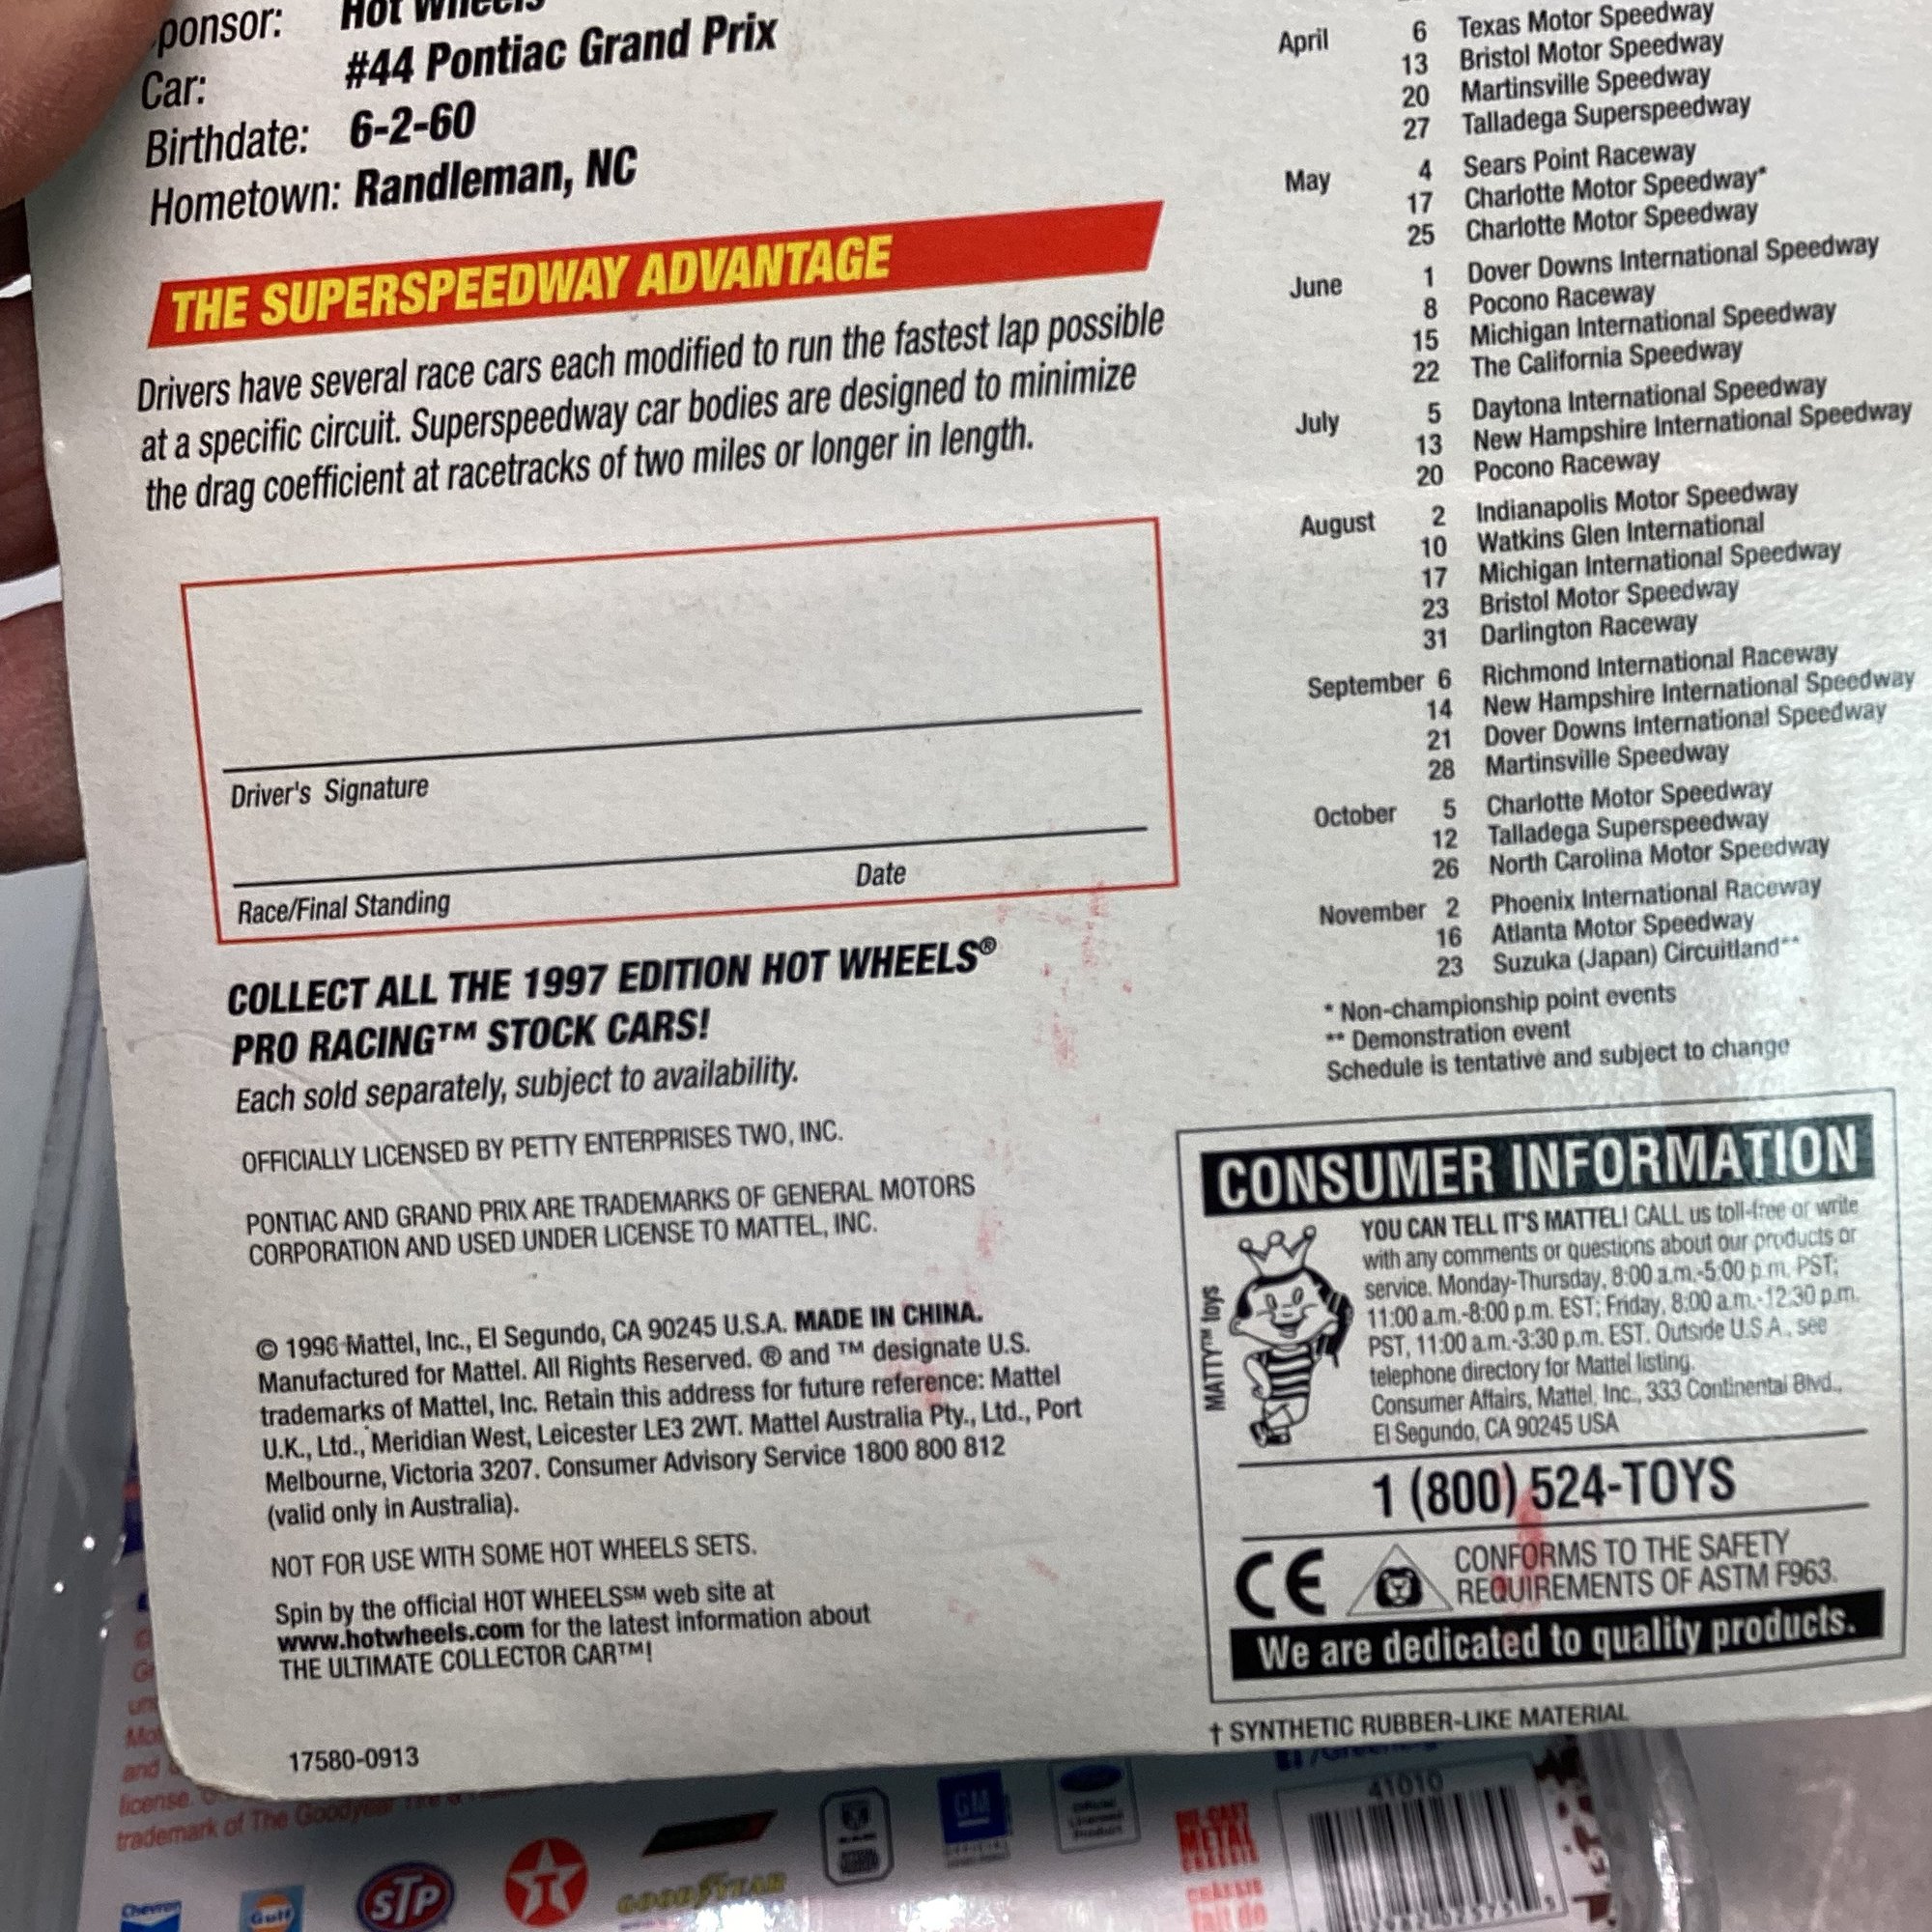 ponsor: Hot Wheels
Car: #44 Pontiac Grand Prix
Birthdate: 6-2-60
Hometown: Randleman, NC
THE SUPERSPEEDWAY ADVANTAGE
Drivers have several race cars each modified to run the fastest lap possible
at a specific circuit. Superspeedway car bodies are designed to minimize
the drag coefficient at racetracks of two miles or longer in length.
Driver's Signature
Race/Final Standing Date
COLLECT ALL THE 1997 EDITION HOT WHEELS®
PRO RACING™ STOCK CARS!
Each sold separately, subject to availability.
OFFICIALLY LICENSED BY PETTY ENTERPRISES TWO, INC.
PONTIAC AND GRAND PRIX ARE TRADEMARKS OF GENERAL MOTORS
CORPORATION AND USED UNDER LICENSE TO MATTEL, INC.
© 1996 Mattel, Inc., El Segundo, CA 90245 U.S.A. MADE IN CHINA.
Manufactured for Mattel. All Rights Reserved. ® and ™ designate U.S.
trademarks of Mattel, Inc. Retain this address for future reference: Mattel
U.K., Ltd., Meridian West, Leicester LE3 2WT. Mattel Australia Pty., Ltd., Port
Melbourne, Victoria 3207. Consumer Advisory Service 1800 800 812
(valid only in Australia).
NOT FOR USE WITH SOME HOT WHEELS SETS.
Spin by the official HOT WHEELS℠ web site at
www.hotwheels.com for the latest information about
THE ULTIMATE COLLECTOR CAR™!
17580-0913
April 6 Texas Motor Speedway
13 Bristol Motor Speedway
20 Martinsville Speedway
27 Talladega Superspeedway
May 4 Sears Point Raceway
17 Charlotte Motor Speedway*
25 Charlotte Motor Speedway
June 1 Dover Downs International Speedway
8 Pocono Raceway
15 Michigan International Speedway
22 The California Speedway
July 5 Daytona International Speedway
13 New Hampshire International Speedway
20 Pocono Raceway
August 2 Indianapolis Motor Speedway
10 Watkins Glen International
17 Michigan International Speedway
23 Bristol Motor Speedway
31 Darlington Raceway
September 6 Richmond International Raceway
14 New Hampshire International Speedway
21 Dover Downs International Speedway
28 Martinsville Speedway
October 5 Charlotte Motor Speedway
12 Talladega Superspeedway
26 North Carolina Motor Speedway
November 2 Phoenix International Raceway
16 Atlanta Motor Speedway
23 Suzuka (Japan) Circuitland**
* Non-championship point events
** Demonstration event
Schedule is tentative and subject to change
CONSUMER INFORMATION
MATTY™ toys
YOU CAN TELL IT'S MATTEL! CALL us toll-free or write
with any comments or questions about our products or
service. Monday-Thursday, 8:00 a.m.-5:00 p.m. PST;
11:00 a.m.-8:00 p.m. EST; Friday, 8:00 a.m.-12:30 p.m.
PST, 11:00 a.m.-3:30 p.m. EST. Outside U.S.A., see
telephone directory for Mattel listing.
Consumer Affairs, Mattel, Inc., 333 Continental Blvd.,
El Segundo, CA 90245 USA
1 (800) 524-TOYS
CE
CONFORMS TO THE SAFETY
REQUIREMENTS OF ASTM F963.
We are dedicated to quality products.
† SYNTHETIC RUBBER-LIKE MATERIAL
and
license.
trademark of The Goodyear
41010
Chevron
Gulf
STP
GOODYEAR
GM
DIE-CAST
METAL